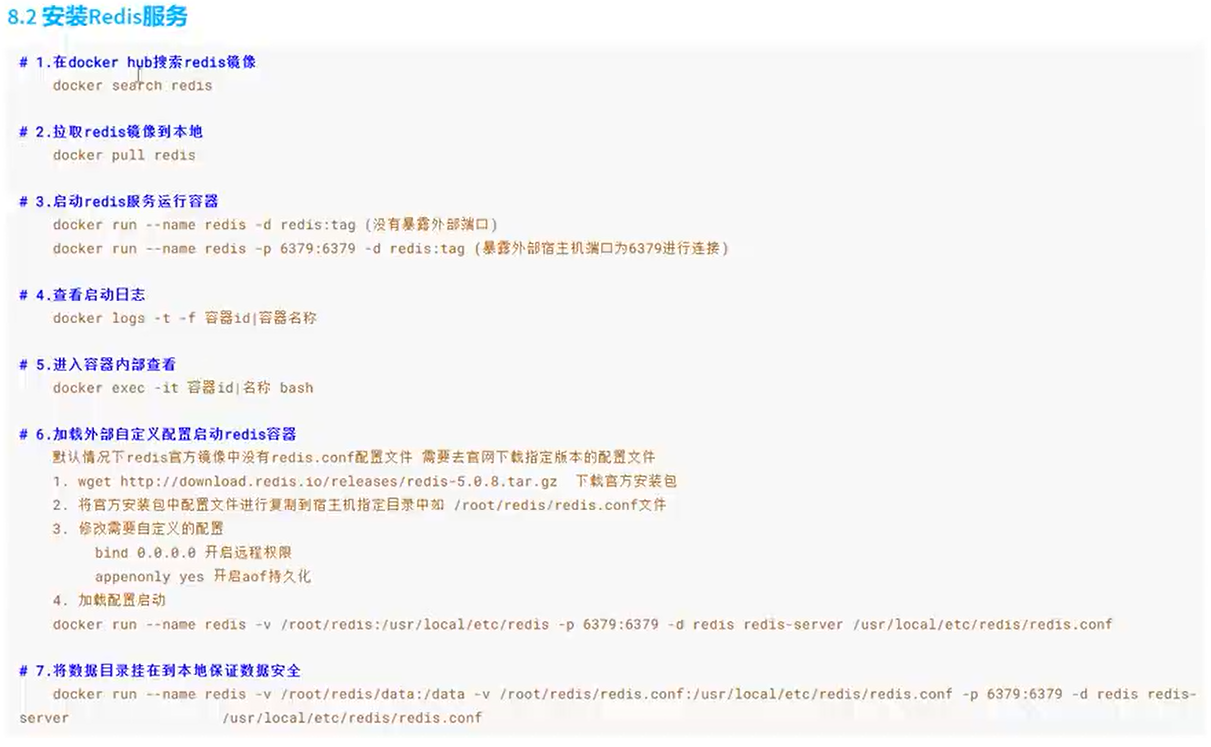 8.2 安装Redis服务
# 1.在docker hub搜索redis镜像
docker search redis
# 2.拉取redis镜像到本地
docker pull redis
# 3.启动redis服务运行容器
docker run --name redis -d redis:tag (没有暴露外部端口)
docker run --name redis -p 6379:6379 -d redis:tag (暴露外部宿主机端口为6379进行连接)
# 4.查看启动日志
docker logs -t -f 容器id|容器名称
# 5.进入容器内部查看
docker exec -it 容器id|名称 bash
# 6.加载外部自定义配置启动redis容器
默认情况下redis官方镜像中没有redis.conf配置文件 需要去官网下载指定版本的配置文件
1. wget http://download.redis.io/releases/redis-5.0.8.tar.gz 下载官方安装包
2. 将官方安装包中配置文件进行复制到宿主机指定目录中如 /root/redis/redis.conf文件
3. 修改需要自定义的配置
bind 0.0.0.0 开启远程权限
appenonly yes 开启aof持久化
4. 加载配置启动
docker run --name redis -v /root/redis:/usr/local/etc/redis -p 6379:6379 -d redis redis-server /usr/local/etc/redis/redis.conf
# 7.将数据目录挂在到本地保证数据安全
docker run --name redis -v /root/redis/data:/data -v /root/redis/redis.conf:/usr/local/etc/redis/redis.conf -p 6379:6379 -d redis redis-
server /usr/local/etc/redis/redis.conf